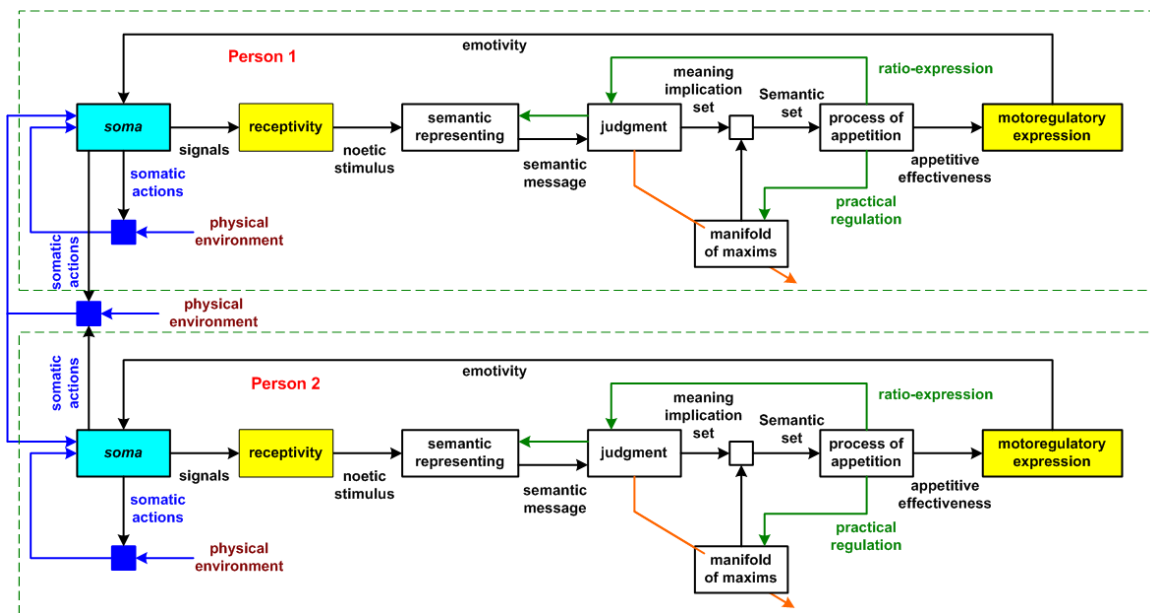 emotivity
Person 1
ratio-expression
meaning
implication
set
Semantic
set
soma
signals
receptivity
noetic
stimulus
semantic
representing
semantic
message
judgment
process of
appetition
appetitive
effectiveness
motoregulatory
expression
somatic
actions
physical
environment
practical
regulation
manifold
of maxims
somatic
actions
physical
environment
somatic
actions
emotivity
Person 2
ratio-expression
meaning
implication
set
Semantic
set
soma
signals
receptivity
noetic
stimulus
semantic
representing
semantic
message
judgment
process of
appetition
appetitive
effectiveness
motoregulatory
expression
somatic
actions
physical
environment
practical
regulation
manifold
of maxims